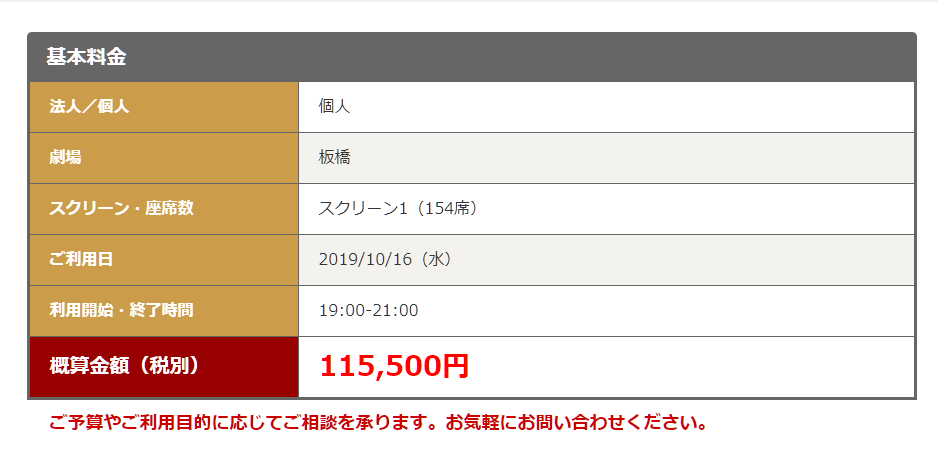 基本料金
法人／個人 個人
劇場 板橋
スクリーン・座席数 スクリーン1（154席）
ご利用日 2019/10/16（水）
利用開始・終了時間 19:00-21:00
概算金額（税別） 115,500円
ご予算やご利用目的に応じてご相談を承ります。お気軽にお問い合わせください。